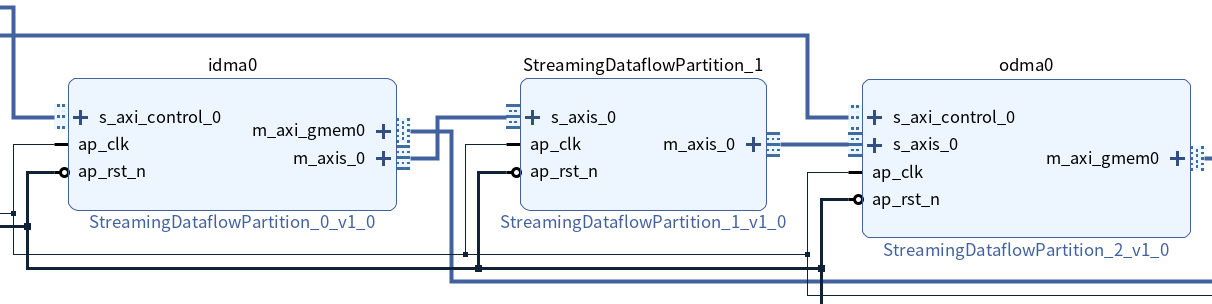 idma0
s_axi_control_0
m_axi_gmem0
ap_clk
m_axis_0
ap_rst_n
StreamingDataflowPartition_0_v1_0
StreamingDataflowPartition_1
s_axis_0
ap_clk
m_axis_0
ap_rst_n
StreamingDataflowPartition_1_v1_0
odma0
s_axi_control_0
s_axis_0
m_axi_gmem0
ap_clk
ap_rst_n
StreamingDataflowPartition_2_v1_0